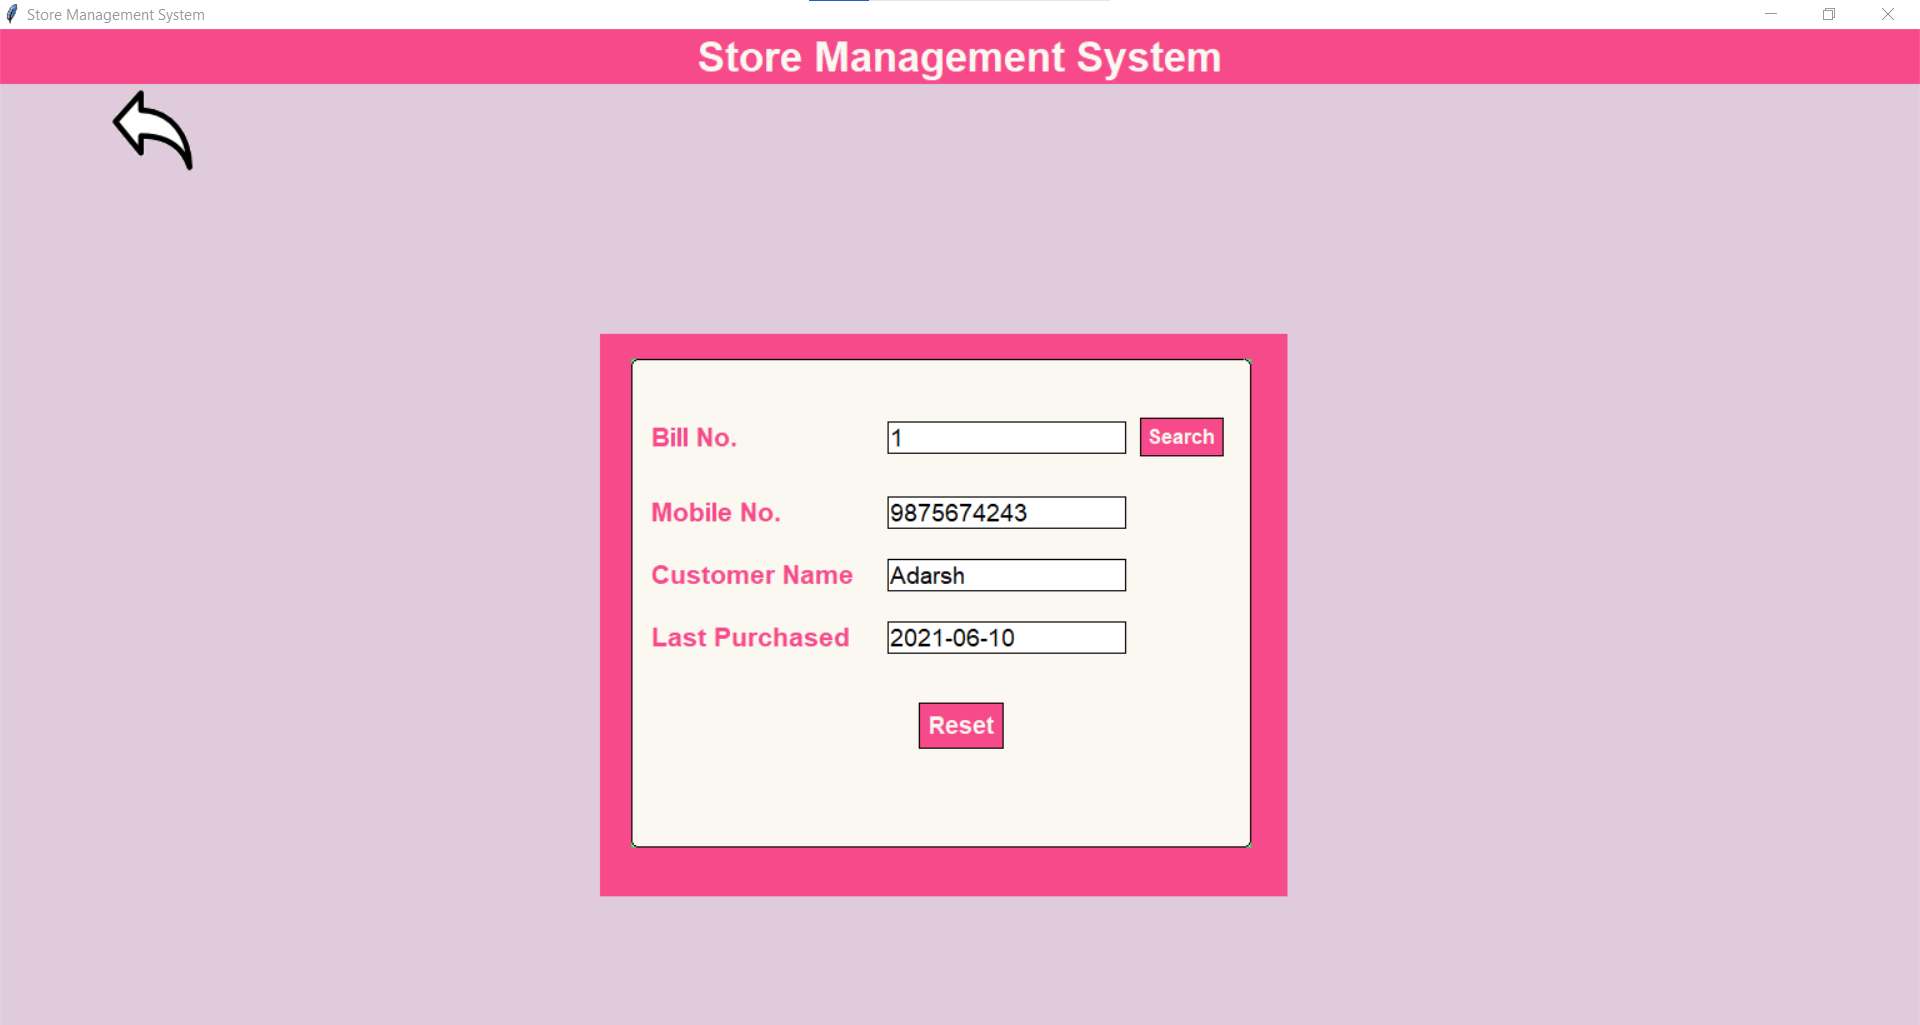 Store Management System
Store Management System
Bill No. 1 Search
Mobile No. 9875674243
Customer Name Adarsh
Last Purchased 2021-06-10
Reset